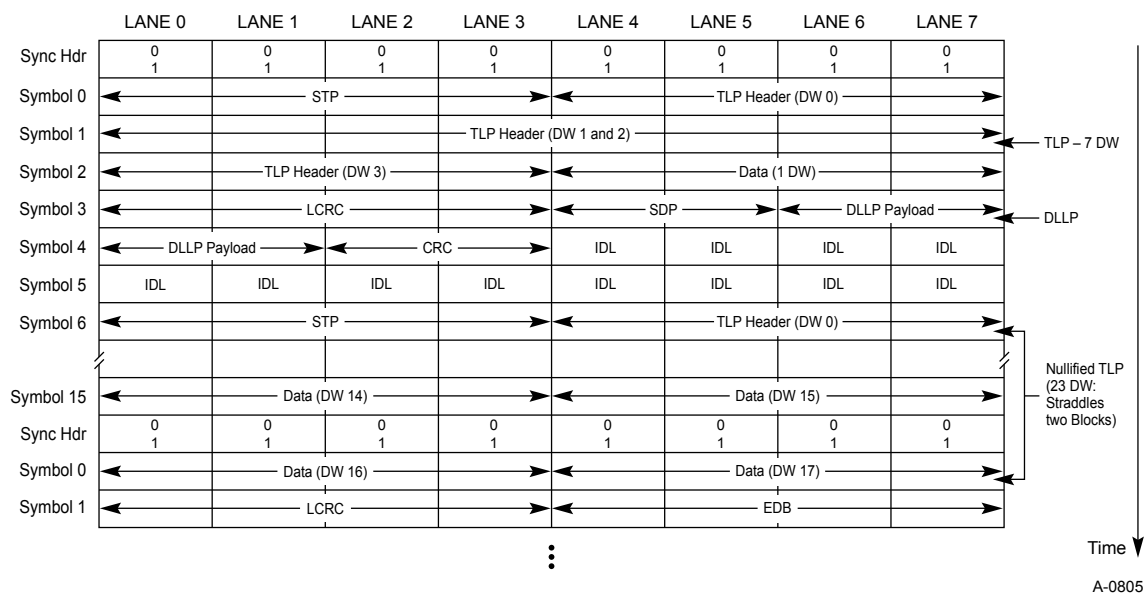 LANE 0 LANE 1 LANE 2 LANE 3 LANE 4 LANE 5 LANE 6 LANE 7
Sync Hdr 0 0 0 0 0 0 0 0
1 1 1 1 1 1 1 1
Symbol 0 STP TLP Header (DW 0)
Symbol 1 TLP Header (DW 1 and 2)
TLP – 7 DW
Symbol 2 TLP Header (DW 3) Data (1 DW)
Symbol 3 LCRC SDP DLLP Payload
DLLP
Symbol 4 DLLP Payload CRC IDL IDL IDL IDL
Symbol 5 IDL IDL IDL IDL IDL IDL IDL IDL
Symbol 6 STP TLP Header (DW 0)
Nullified TLP
(23 DW:
Straddles
two Blocks)
Symbol 15 Data (DW 14) Data (DW 15)
Sync Hdr 0 0 0 0 0 0 0 0
1 1 1 1 1 1 1 1
Symbol 0 Data (DW 16) Data (DW 17)
Symbol 1 LCRC EDB
Time
A-0805